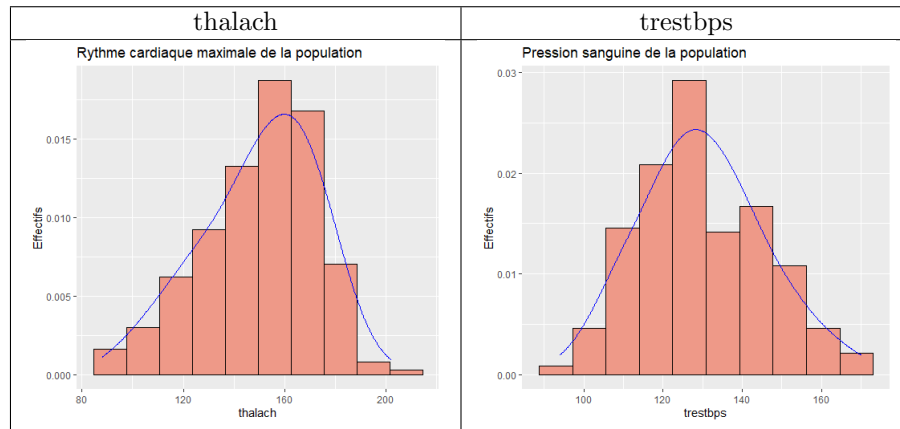 thalach
trestbps
Rythme cardiaque maximale de la population
Effectifs
0.015
0.010
0.005
0.000
80
120
160
200
thalach
Pression sanguine de la population
Effectifs
0.03
0.02
0.01
0.00
100
120
140
160
trestbps